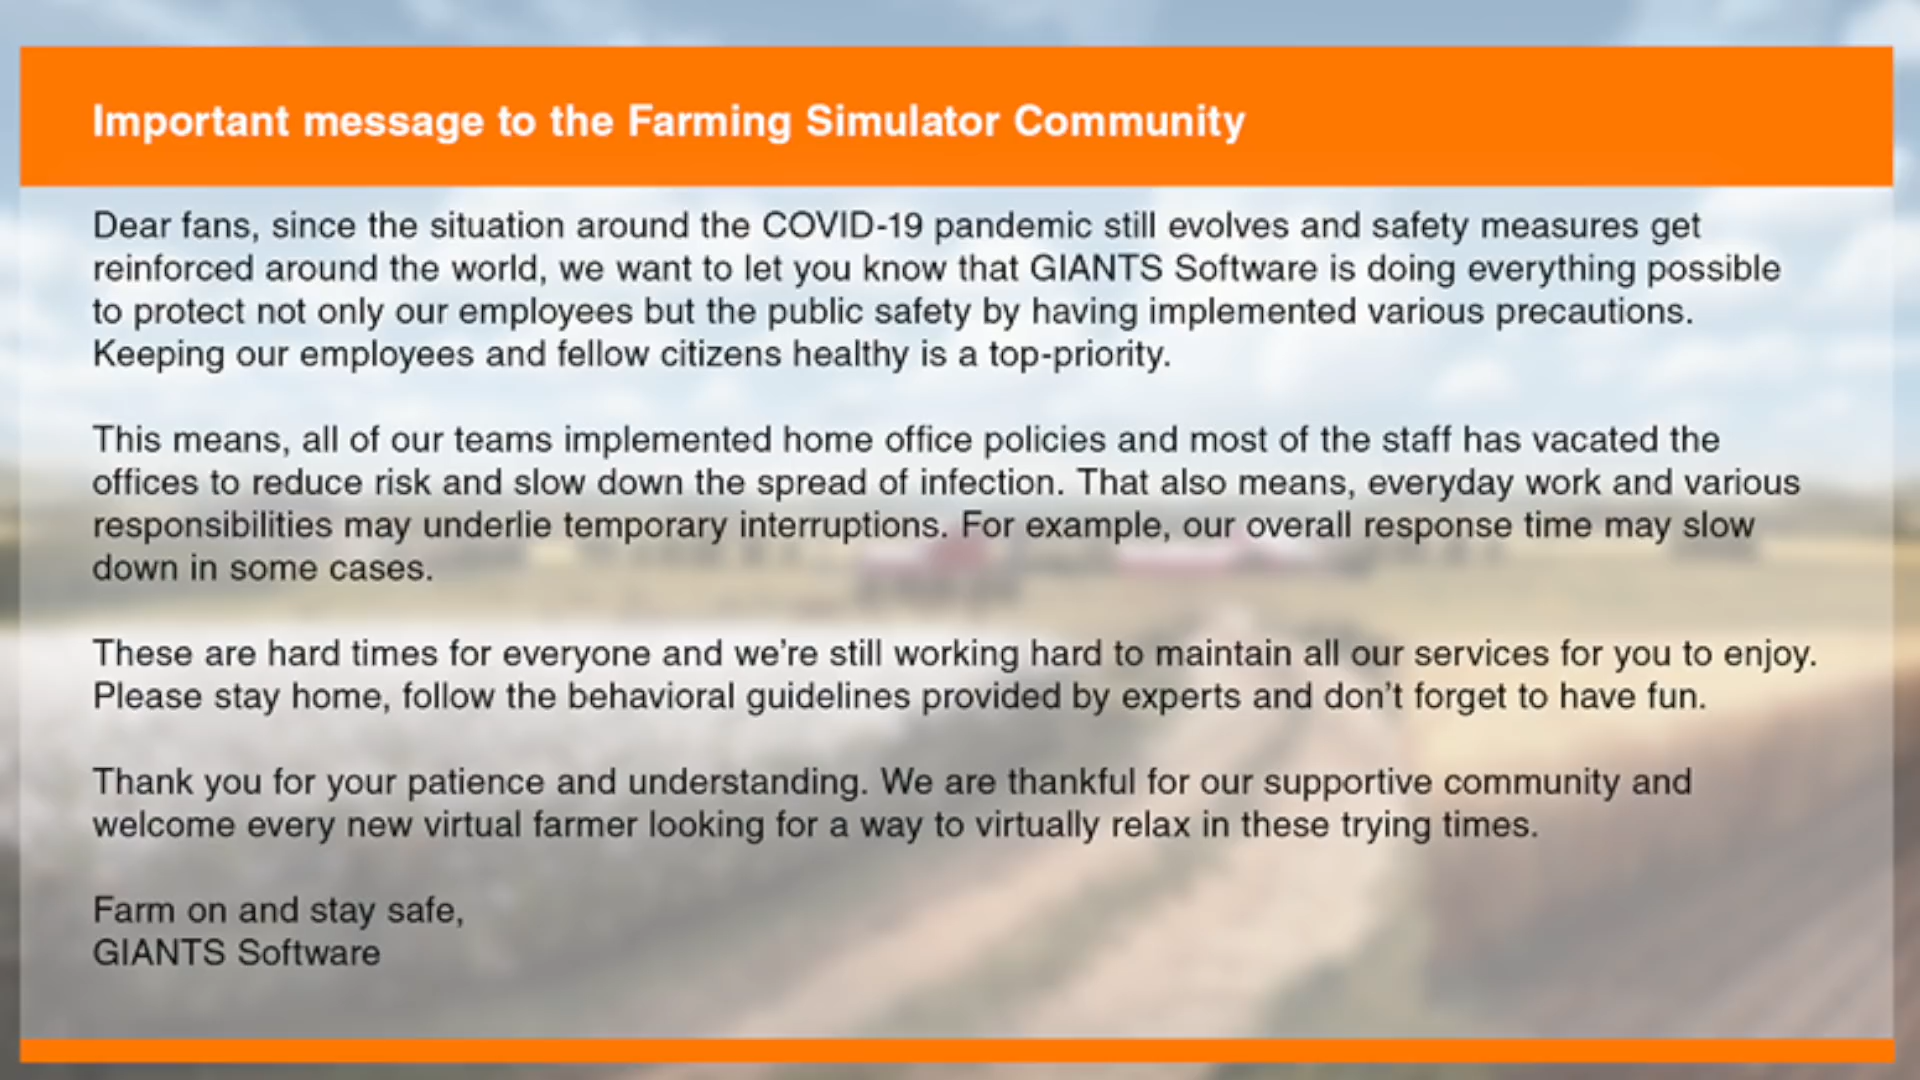 Important message to the Farming Simulator Community
Dear fans, since the situation around the COVID-19 pandemic still evolves and safety measures get
reinforced around the world, we want to let you know that GIANTS Software is doing everything possible
to protect not only our employees but the public safety by having implemented various precautions.
Keeping our employees and fellow citizens healthy is a top-priority.
This means, all of our teams implemented home office policies and most of the staff has vacated the
offices to reduce risk and slow down the spread of infection. That also means, everyday work and various
responsibilities may underlie temporary interruptions. For example, our overall response time may slow
down in some cases.
These are hard times for everyone and we’re still working hard to maintain all our services for you to enjoy.
Please stay home, follow the behavioral guidelines provided by experts and don’t forget to have fun.
Thank you for your patience and understanding. We are thankful for our supportive community and
welcome every new virtual farmer looking for a way to virtually relax in these trying times.
Farm on and stay safe,
GIANTS Software